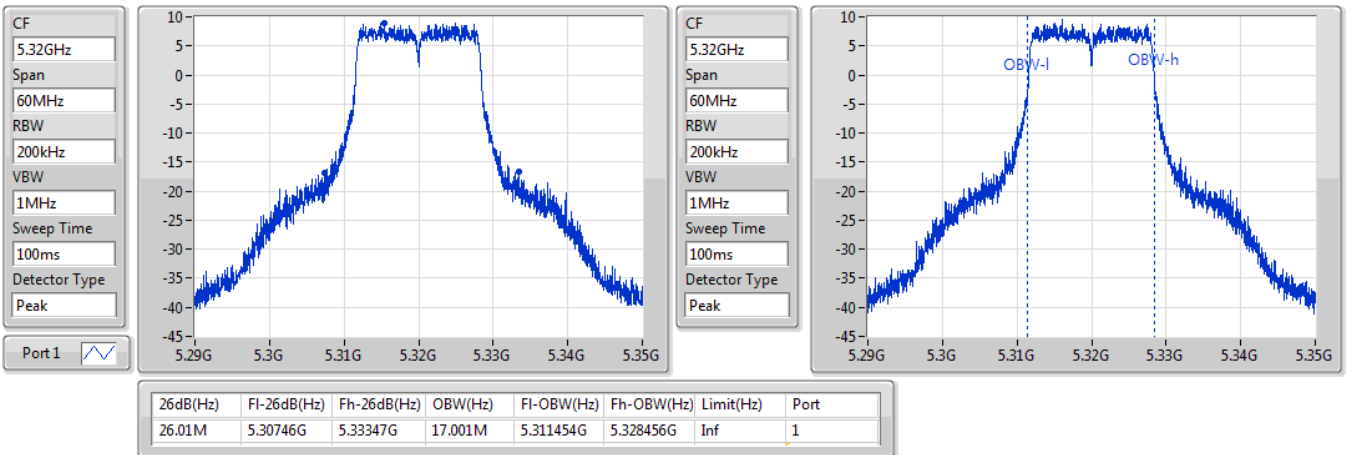 CF
5.32GHz
Span
60MHz
RBW
200kHz
VBW
1MHz
Sweep Time
100ms
Detector Type
Peak
Port 1
10
5
0
-5
-10
-15
-20
-25
-30
-35
-40
-45
5.29G 5.3G 5.31G 5.32G 5.33G 5.34G 5.35G
CF
5.32GHz
Span
60MHz
RBW
200kHz
VBW
1MHz
Sweep Time
100ms
Detector Type
Peak
10
5
0
-5
-10
-15
-20
-25
-30
-35
-40
-45
OBW-l OBW-h
5.29G 5.3G 5.31G 5.32G 5.33G 5.34G 5.35G
26dB(Hz) Fl-26dB(Hz) Fh-26dB(Hz) OBW(Hz) Fl-OBW(Hz) Fh-OBW(Hz) Limit(Hz) Port
26.01M 5.30746G 5.33347G 17.001M 5.311454G 5.328456G Inf 1